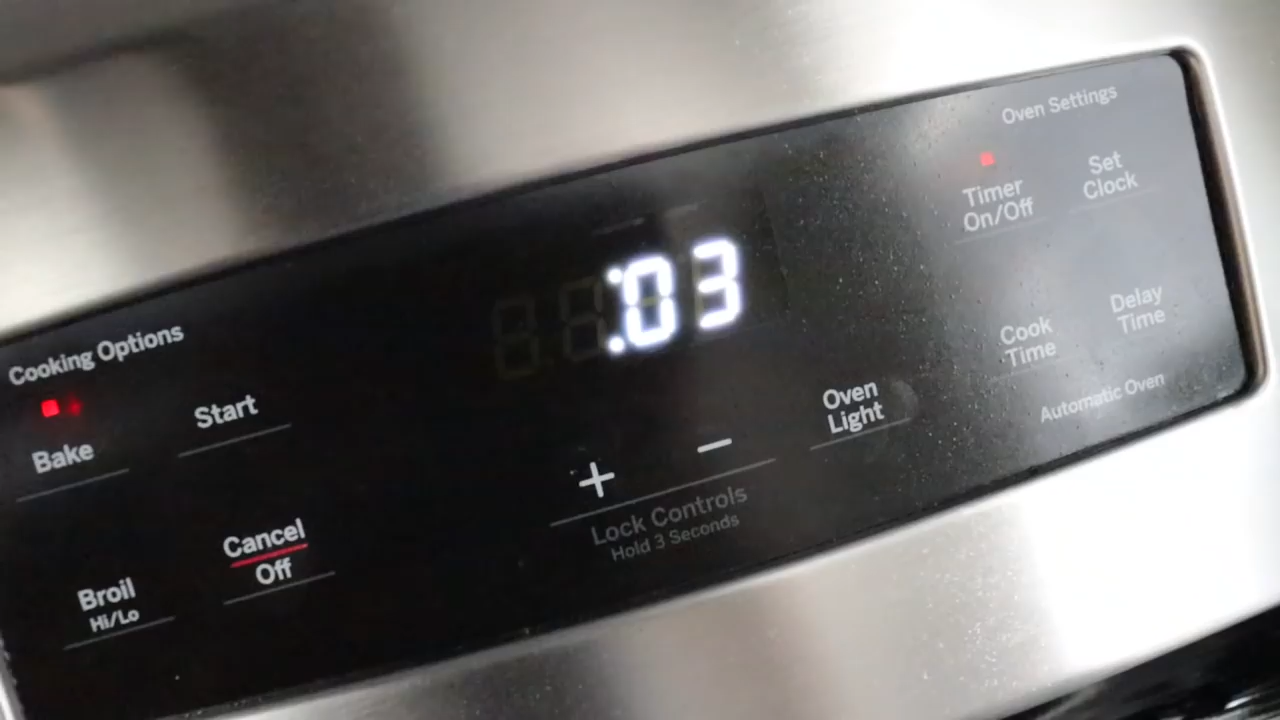 Oven Settings
Timer
On/Off
Set
Clock
:03
Cooking Options
Bake
Start
Cook
Time
Delay
Time
Automatic Oven
Oven
Light
+ −
Lock Controls
Hold 3 Seconds
Broil
Hi/Lo
Cancel
Off